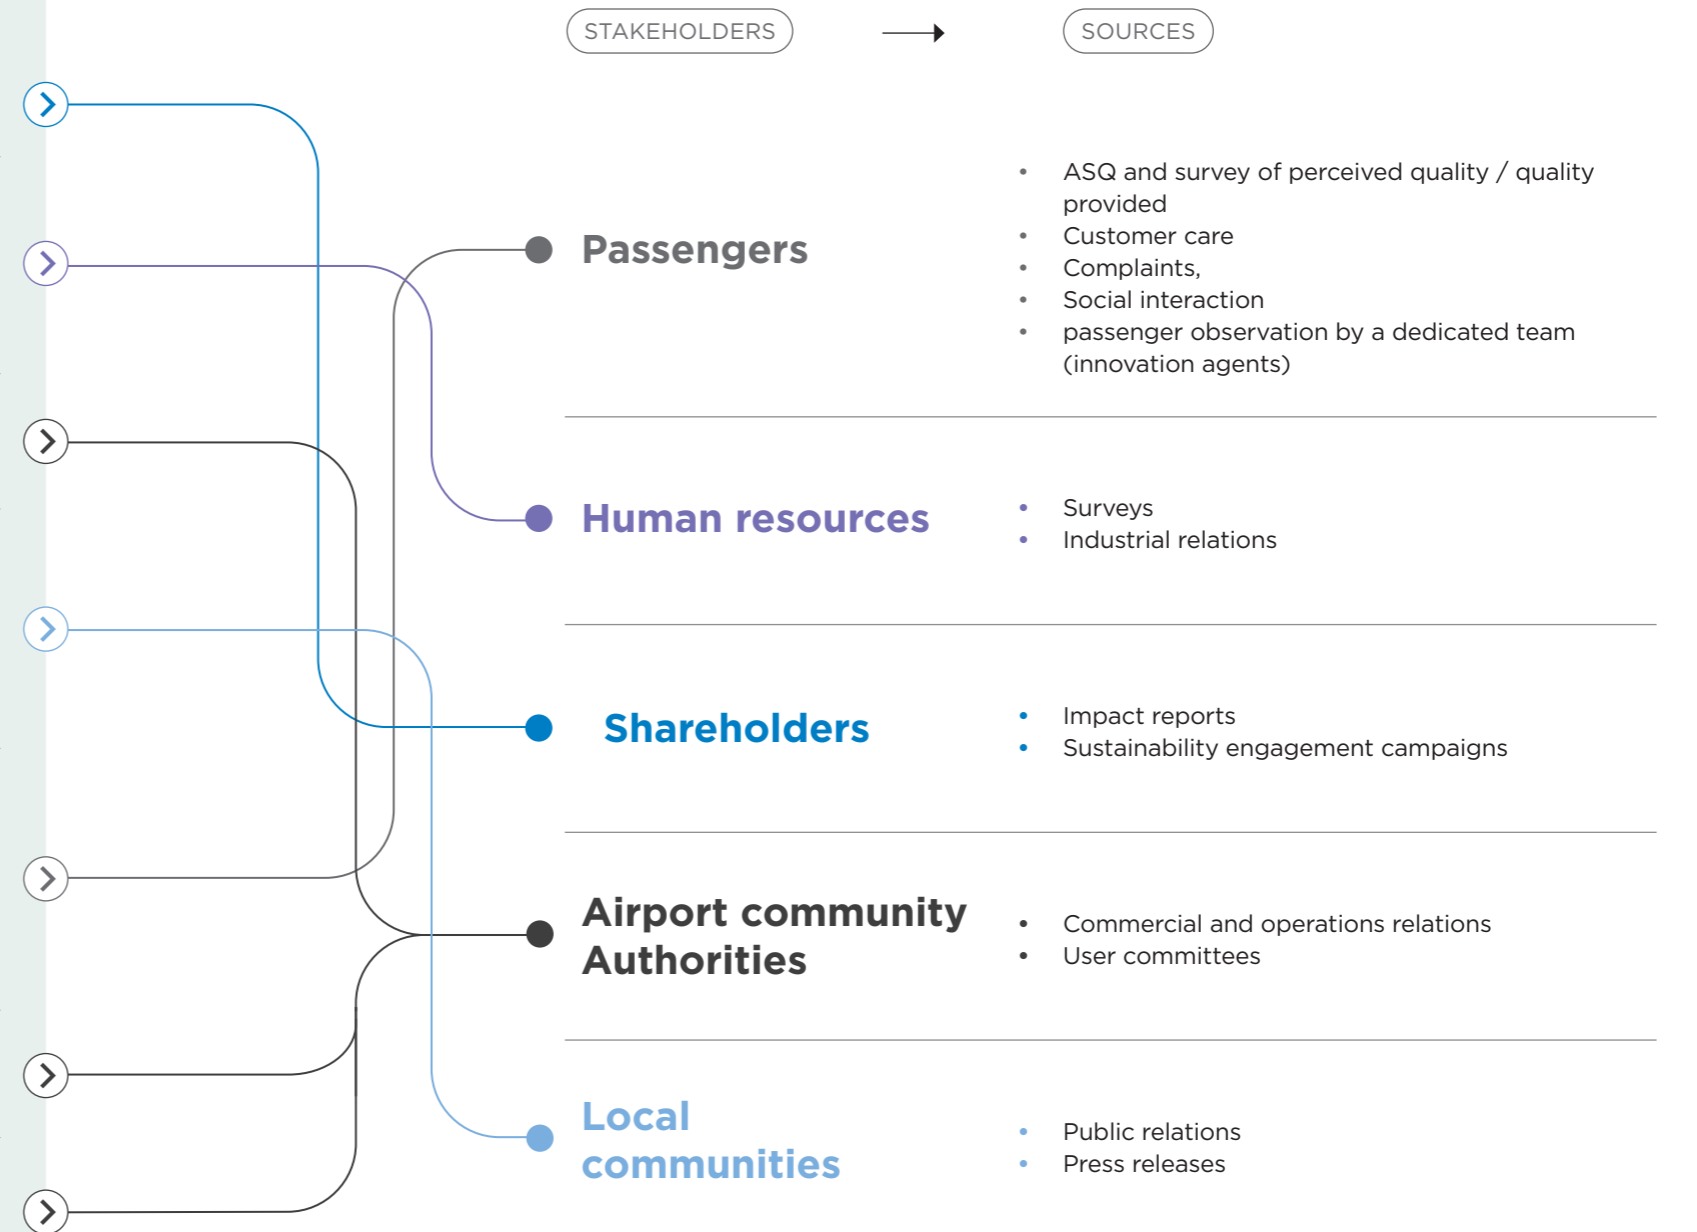 STAKEHOLDERS
SOURCES
Passengers
• ASQ and survey of perceived quality / quality
provided
• Customer care
• Complaints,
• Social interaction
• passenger observation by a dedicated team
(innovation agents)
Human resources
• Surveys
• Industrial relations
Shareholders
• Impact reports
• Sustainability engagement campaigns
Airport community
Authorities
• Commercial and operations relations
• User committees
Local
communities
• Public relations
• Press releases